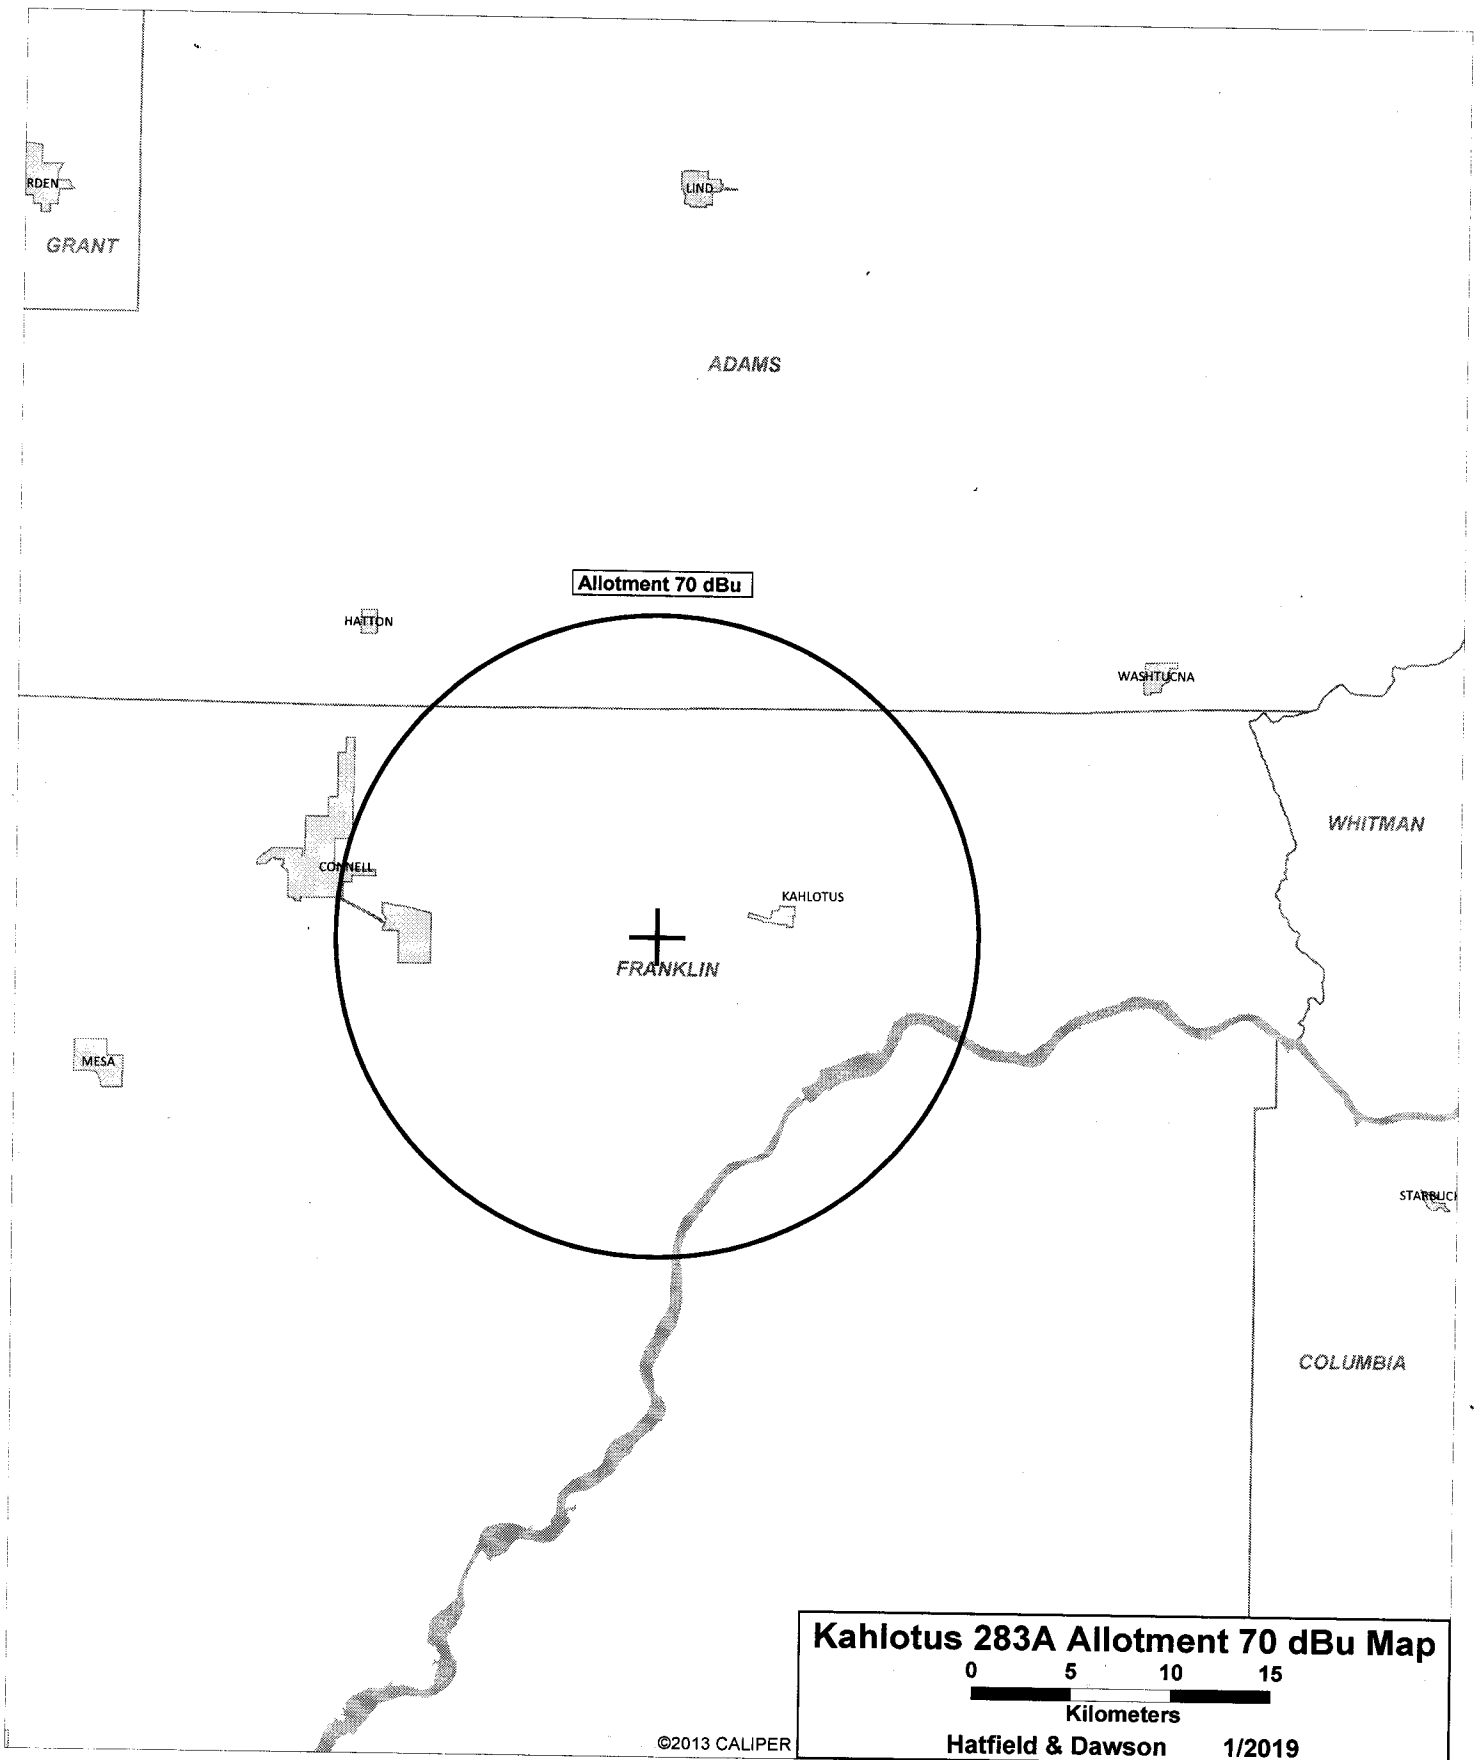 RDEN
LIND
GRANT
ADAMS
Allotment 70 dBu
HATTON
WASHTUCNA
WHITMAN
CONNELL
KAHLOTUS
FRANKLIN
MESA
STARBUCK
COLUMBIA
Kahlotus 283A Allotment 70 dBu Map
0 5 10 15
Kilometers
©2013 CALIPER
Hatfield & Dawson 1/2019